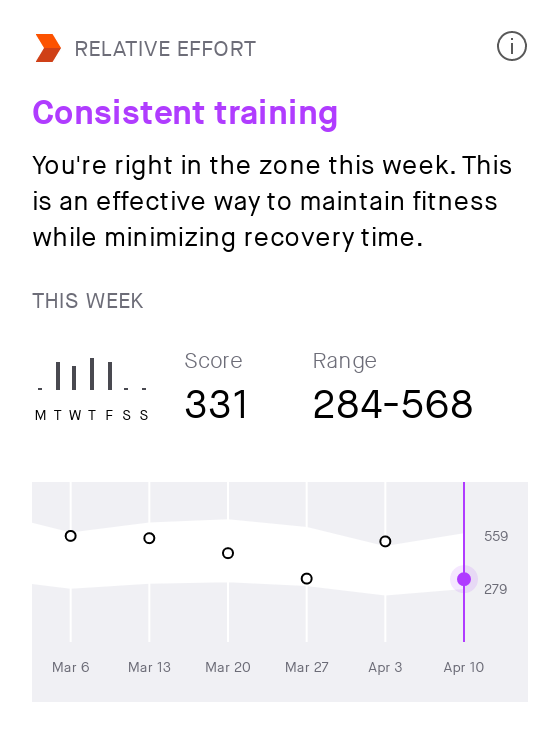 RELATIVE EFFORT
Consistent training
You're right in the zone this week. This
is an effective way to maintain fitness
while minimizing recovery time.
THIS WEEK
Score
Range
331
284-568
M T W T F S S
559
279
Mar 6
Mar 13
Mar 20
Mar 27
Apr 3
Apr 10